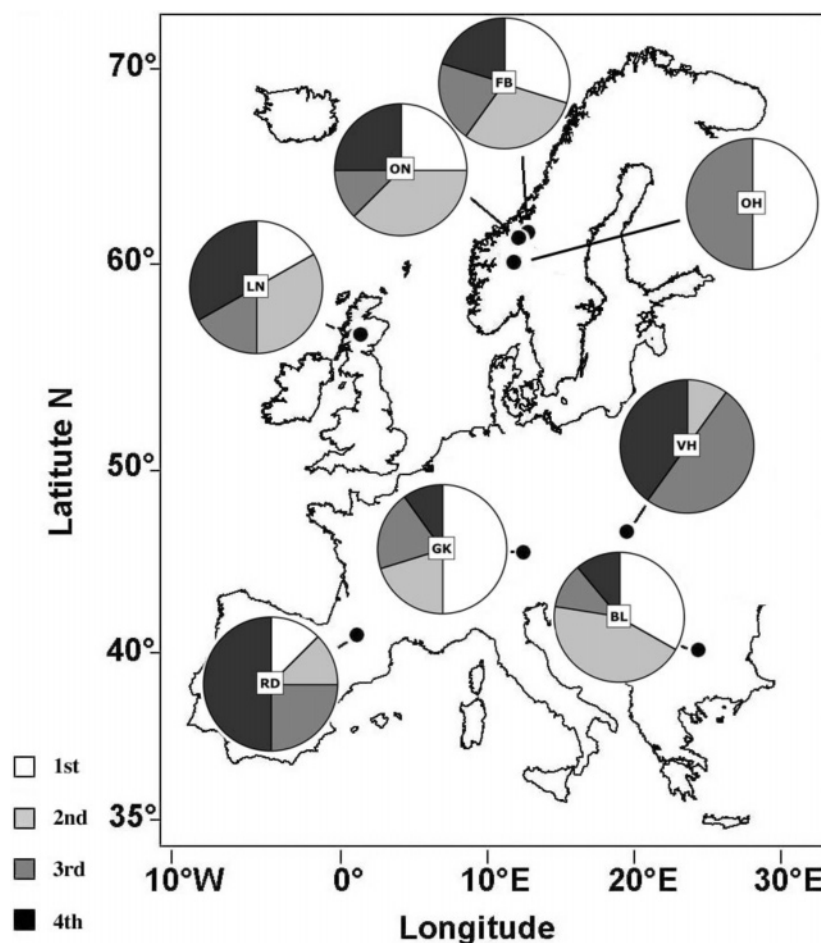 70°
60°
50°
40°
35°
Latitute N
FB
ON
OH
LN
VH
GK
BL
RD
1st
2nd
3rd
4th
10°W
0°
10°E
20°E
30°E
Longitude